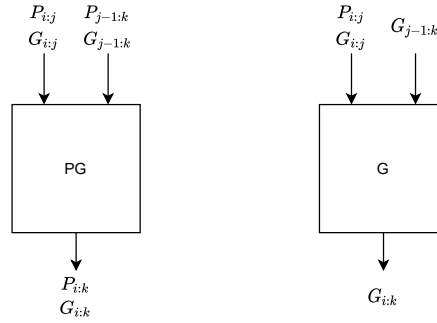 P_{i:j} P_{j-1:k} P_{i:j} G_{j-1:k}
G_{i:j} G_{j-1:k} G_{i:j}
PG G
P_{i:k} G_{i:k}
G_{i:k}